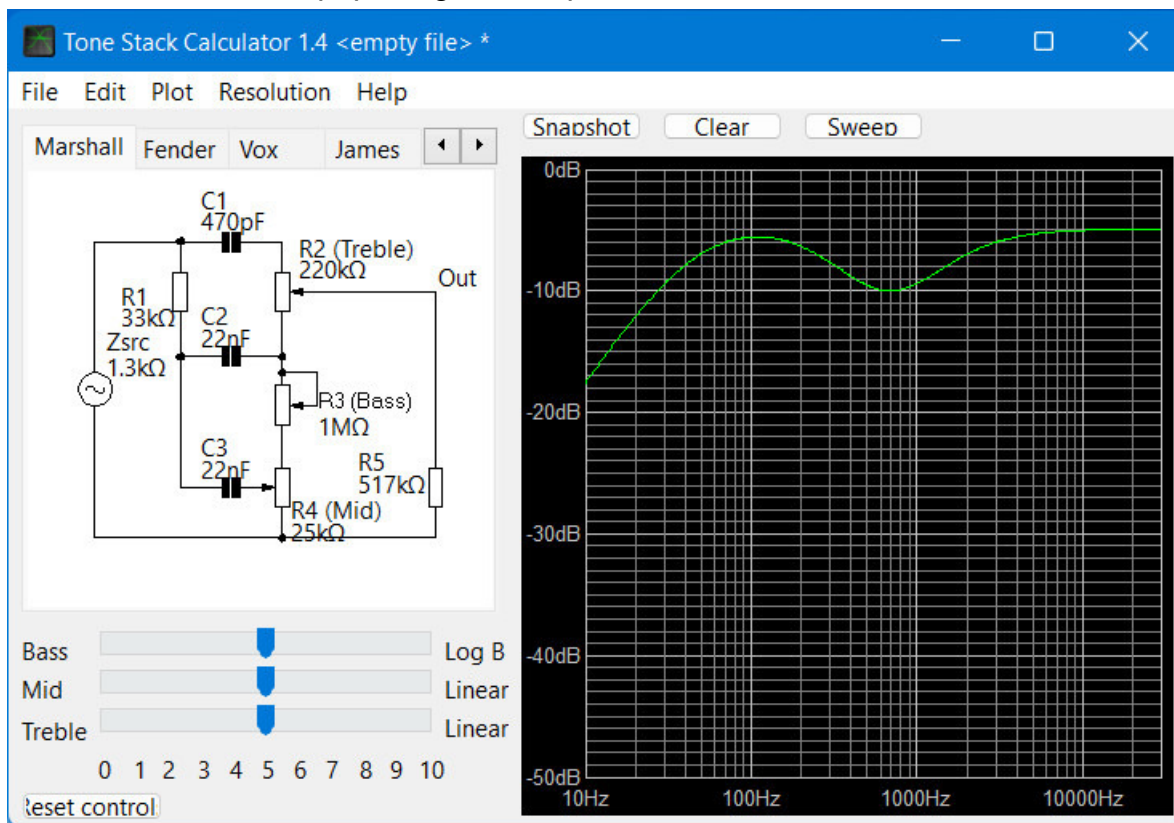 Tone Stack Calculator 1.4 <empty file> *
File Edit Plot Resolution Help
Marshall Fender Vox James
Snapshot Clear Sweep
C1
470pF
R2 (Treble)
220kΩ
Out
R1
33kΩ
C2
22nF
Zsrc
1.3kΩ
R3 (Bass)
1MΩ
C3
22nF
R5
517kΩ
R4 (Mid)
25kΩ
Bass Log B
Mid Linear
Treble Linear
0 1 2 3 4 5 6 7 8 9 10
Reset control
0dB
-10dB
-20dB
-30dB
-40dB
-50dB
10Hz 100Hz 1000Hz 10000Hz